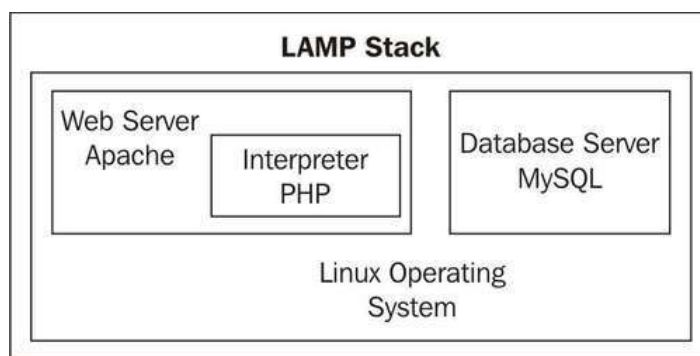 LAMP Stack
Web Server
Apache
Interpreter
PHP
Database Server
MySQL
Linux Operating
System